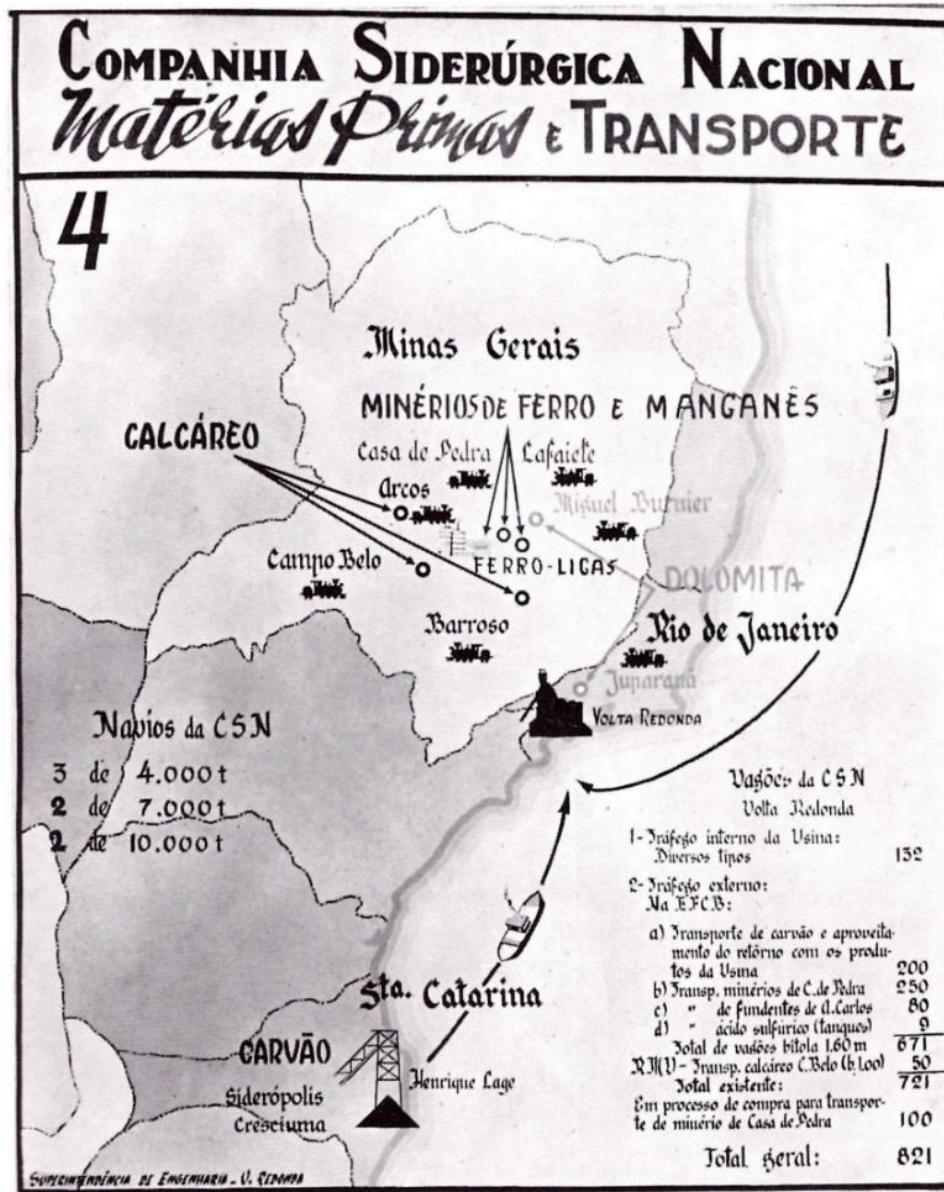 COMPANHIA SIDERÚRGICA NACIONAL
Matérias Primas E TRANSPORTE
4
Minas Gerais
MINÉRIOS DE FERRO E MANGANÊS
CALCÁREO
Casa de Pedra
Lafaiete
Arcos
Miguel Burnier
Campo Belo
FERRO-LIGAS
DOLOMITA
Barroso
Rio de Janeiro
Juparanã
VOLTA REDONDA
Navios da CSN
3 de 4.000t
2 de 7.000t
2 de 10.000t
Vagões da CSN
Volta Redonda
1-Tráfego interno da Usina:
Diversos tipos 132
2-Tráfego externo:
Na E.F.C.B:
a) Transporte de carvão e aproveita-
mento do retôrno com os produ-
tos da Usina 200
b) Transp. minérios de C. de Pedra 250
c) " de fundentes de A. Carlos 80
d) " ácido sulfúrico (tanques) 9
Total de vagões bitola 1.60m 671
R.M.V - Transp. calcáreo C. Belo (b. 1,00) 50
Total existente: 721
Em processo de compra para transpor-
te de minério de Casa de Pedra 100
Total geral: 821
Sta. Catarina
CARVÃO
Henrique Lage
Siderópolis
Cresciuma
SUPERINTENDÊNCIA DE ENGENHARIA - V. REDONDA